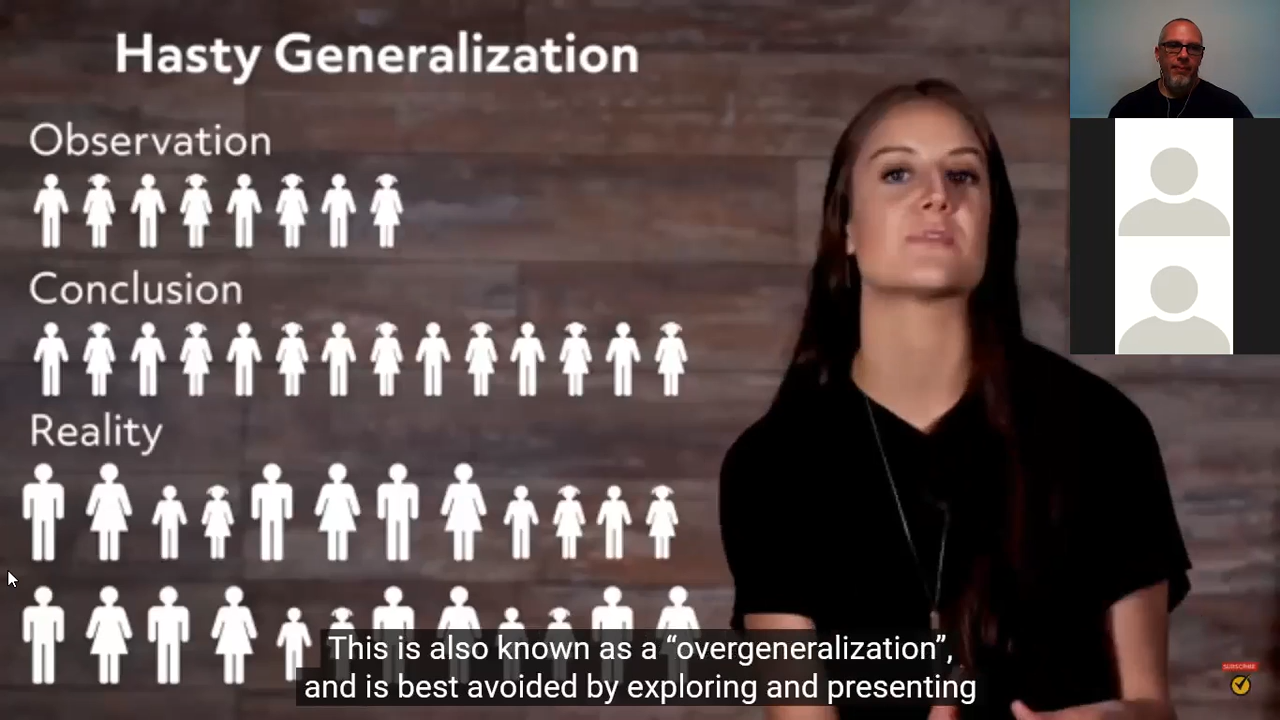 Hasty Generalization
Observation
Conclusion
Reality
This is also known as a “overgeneralization”,
and is best avoided by exploring and presenting
SUBSCRIBE